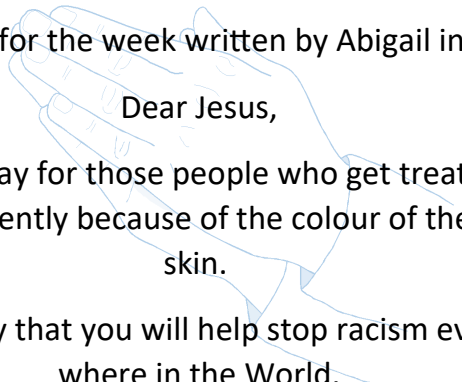 for the week written by Abigail in
Dear Jesus,
ay for those people who get treat
ently because of the colour of the
skin.
y that you will help stop racism ev
where in the World.